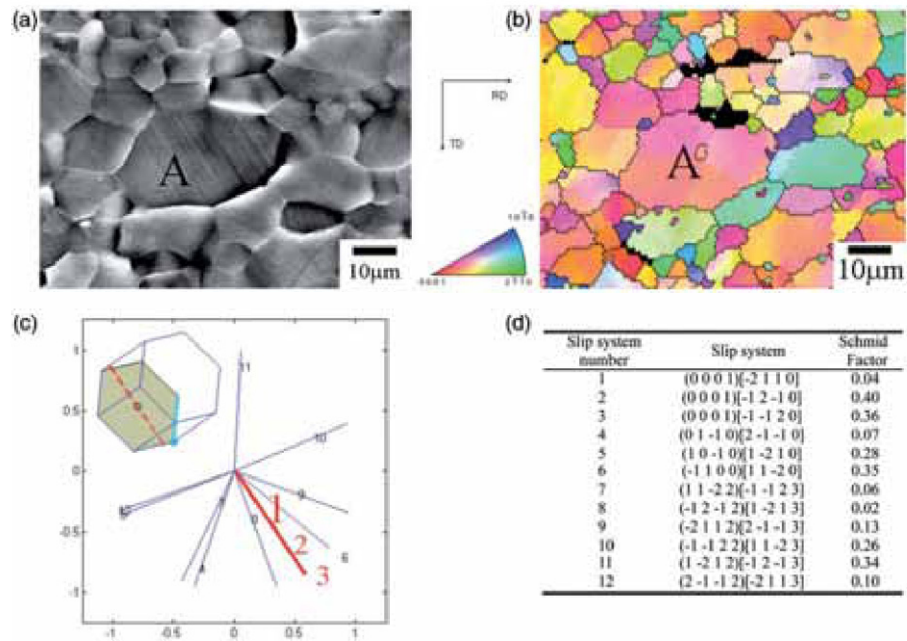 (a)
A
10μm
RD
TD
10̄10
0001
2̄1̄10
(b)
A
10μm
(c)
1
0.5
0
-0.5
-1
-1
-0.5
0
0.5
1
11
10
9
6
8
4
1
2
3
(d)
Slip system number
Slip system
Schmid Factor
1 (0 0 0 1)[-2 1 1 0] 0.04
2 (0 0 0 1)[-1 2 -1 0] 0.40
3 (0 0 0 1)[-1 -1 2 0] 0.36
4 (0 1 -1 0)[2 -1 -1 0] 0.07
5 (1 0 -1 0)[1 -2 1 0] 0.28
6 (-1 1 0 0)[1 1 -2 0] 0.35
7 (1 1 -2 2)[-1 -1 2 3] 0.06
8 (-1 2 -1 2)[1 -2 1 3] 0.02
9 (-2 1 1 2)[2 -1 -1 3] 0.13
10 (-1 -1 2 2)[1 1 -2 3] 0.26
11 (1 -2 1 2)[-1 2 -1 3] 0.34
12 (2 -1 -1 2)[-2 1 1 3] 0.10